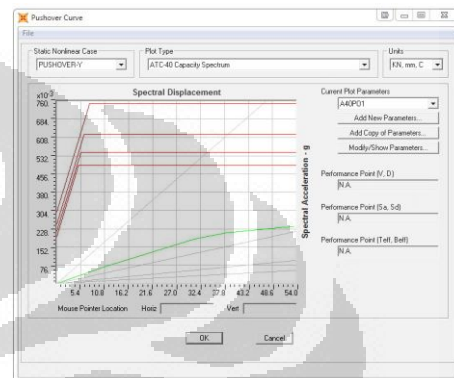 Pushover Curve
File
Static Nonlinear Case
PUSHOVER-Y
Plot Type
ATC-40 Capacity Spectrum
Units
KN, mm, C
x10-3
Spectral Displacement
760.
684.
608.
532.
456.
380.
304.
228.
152.
76.
5.4 10.8 16.2 21.6 27.0 32.4 37.8 43.2 48.6 54.0
Spectral Acceleration - g
Mouse Pointer Location Horiz Vert
Current Plot Parameters
A40PO1
Add New Parameters...
Add Copy of Parameters...
Modify/Show Parameters...
Performance Point (V, D)
N.A.
Performance Point (Sa, Sd)
N.A.
Performance Point (Teff, Beff)
N.A.
OK Cancel